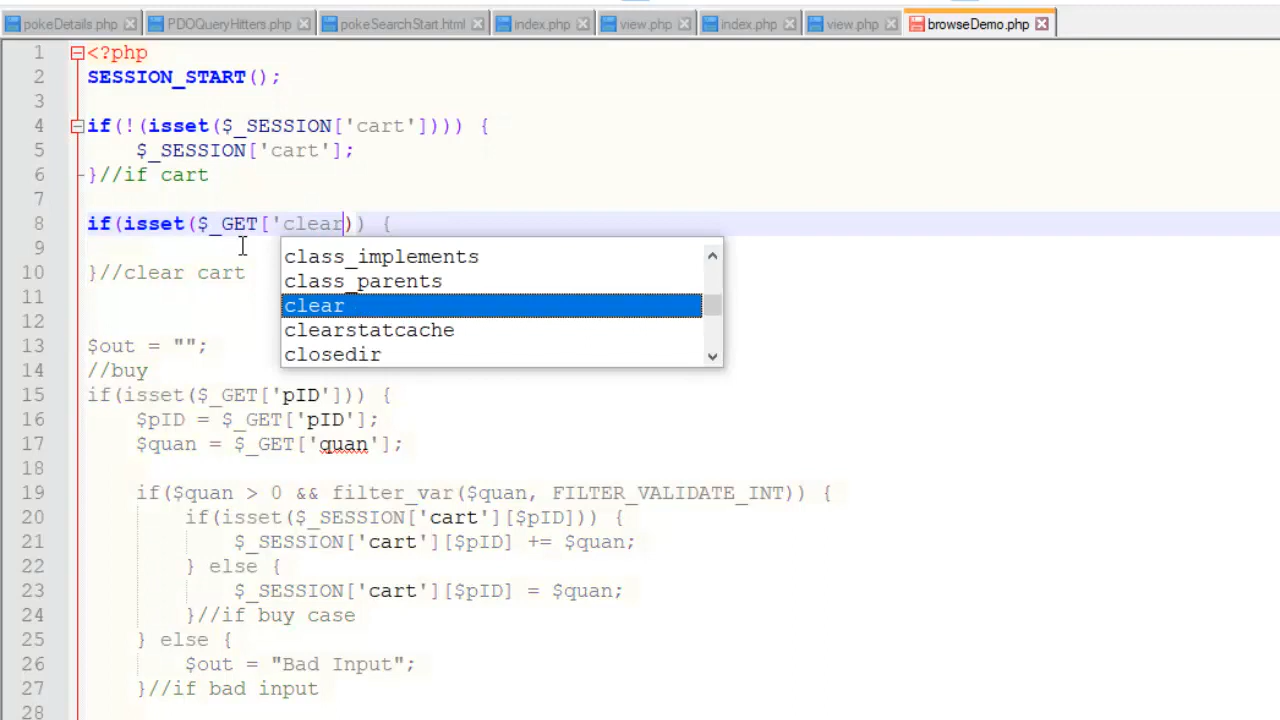 pokeDetails.php PDOQueryHitters.php pokeSearchStart.html index.php view.php index.php view.php browseDemo.php
1 <?php
2 SESSION_START();
3
4 if(!(isset($_SESSION['cart']))) {
5 $_SESSION['cart'];
6 }//if cart
7
8 if(isset($_GET['clear)) {
9
class_implements
10 }//clear cart
class_parents
11
clear
12
clearstatcache
13 $out = "";
closedir
14 //buy
15 if(isset($_GET['pID'])) {
16 $pID = $_GET['pID'];
17 $quan = $_GET['quan'];
18
19 if($quan > 0 && filter_var($quan, FILTER_VALIDATE_INT)) {
20 if(isset($_SESSION['cart'][$pID])) {
21 $_SESSION['cart'][$pID] += $quan;
22 } else {
23 $_SESSION['cart'][$pID] = $quan;
24 }//if buy case
25 } else {
26 $out = "Bad Input";
27 }//if bad input
28